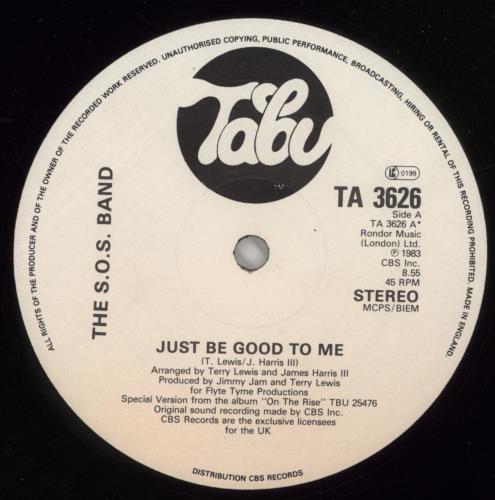 ALL RIGHTS OF THE PRODUCER AND OF THE OWNER OF THE RECORDED WORK RESERVED. UNAUTHORISED COPYING, PUBLIC PERFORMANCE, BROADCASTING, HIRING OR RENTAL OF THIS RECORDING PROHIBITED. MADE IN ENGLAND.
Tabu
TM
LC 0199
THE S.O.S. BAND
TA 3626
Side A
TA 3626 A*
Rondor Music
(London) Ltd.
℗ 1983
CBS Inc.
8.55
45 RPM
STEREO
MCPS/BIEM
JUST BE GOOD TO ME
(T. Lewis/J. Harris III)
Arranged by Terry Lewis and James Harris III
Produced by Jimmy Jam and Terry Lewis
for Flyte Tyme Productions
Special Version from the album "On The Rise" TBU 25476
Original sound recording made by CBS Inc.
CBS Records are the exclusive licensees
for the UK
DISTRIBUTION CBS RECORDS